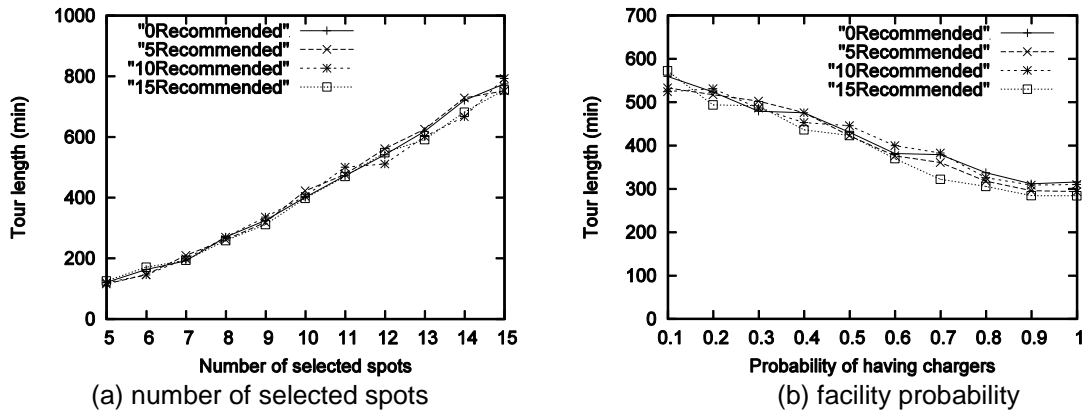 "0Recommended"
"5Recommended"
"10Recommended"
"15Recommended"
1000
800
600
400
200
0
Tour length (min)
5 6 7 8 9 10 11 12 13 14 15
Number of selected spots
(a) number of selected spots
"0Recommended"
"5Recommended"
"10Recommended"
"15Recommended"
700
600
500
400
300
200
100
0
Tour length (min)
0.1 0.2 0.3 0.4 0.5 0.6 0.7 0.8 0.9 1
Probability of having chargers
(b) facility probability